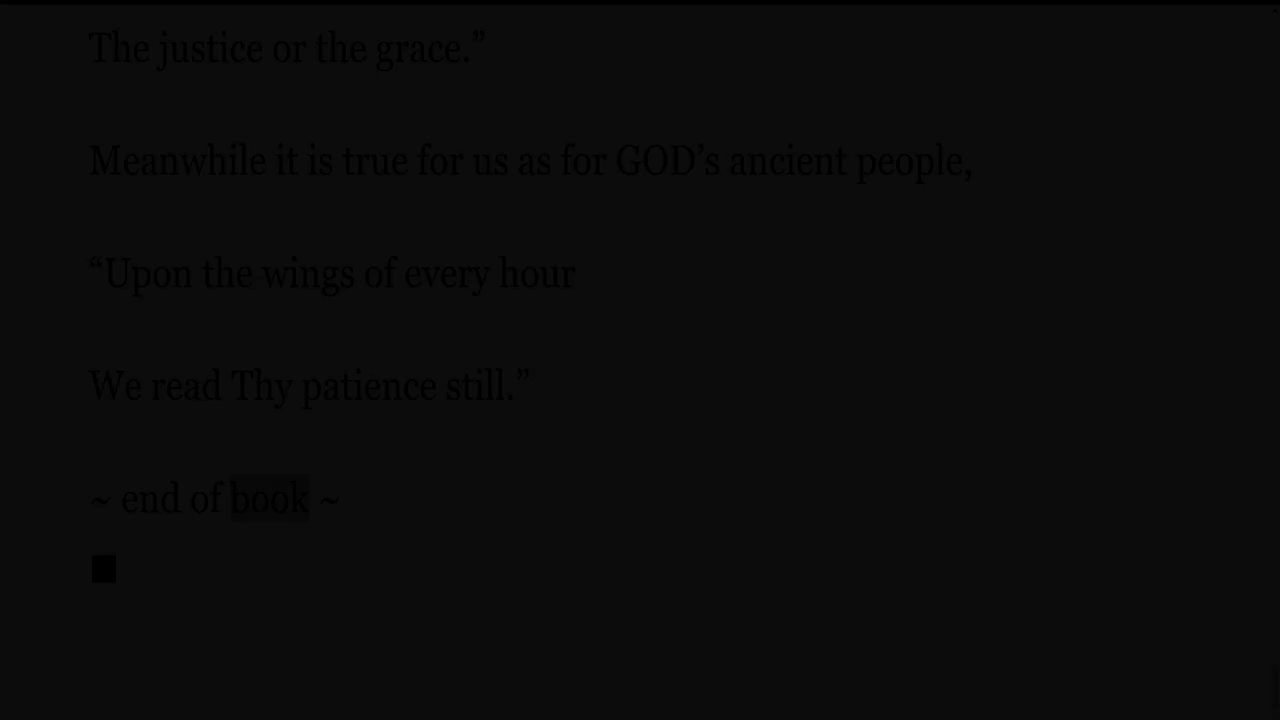 The justice or the grace.”
Meanwhile it is true for us as for GOD’s ancient people,
“Upon the wings of every hour
We read Thy patience still.”
~ end of book ~